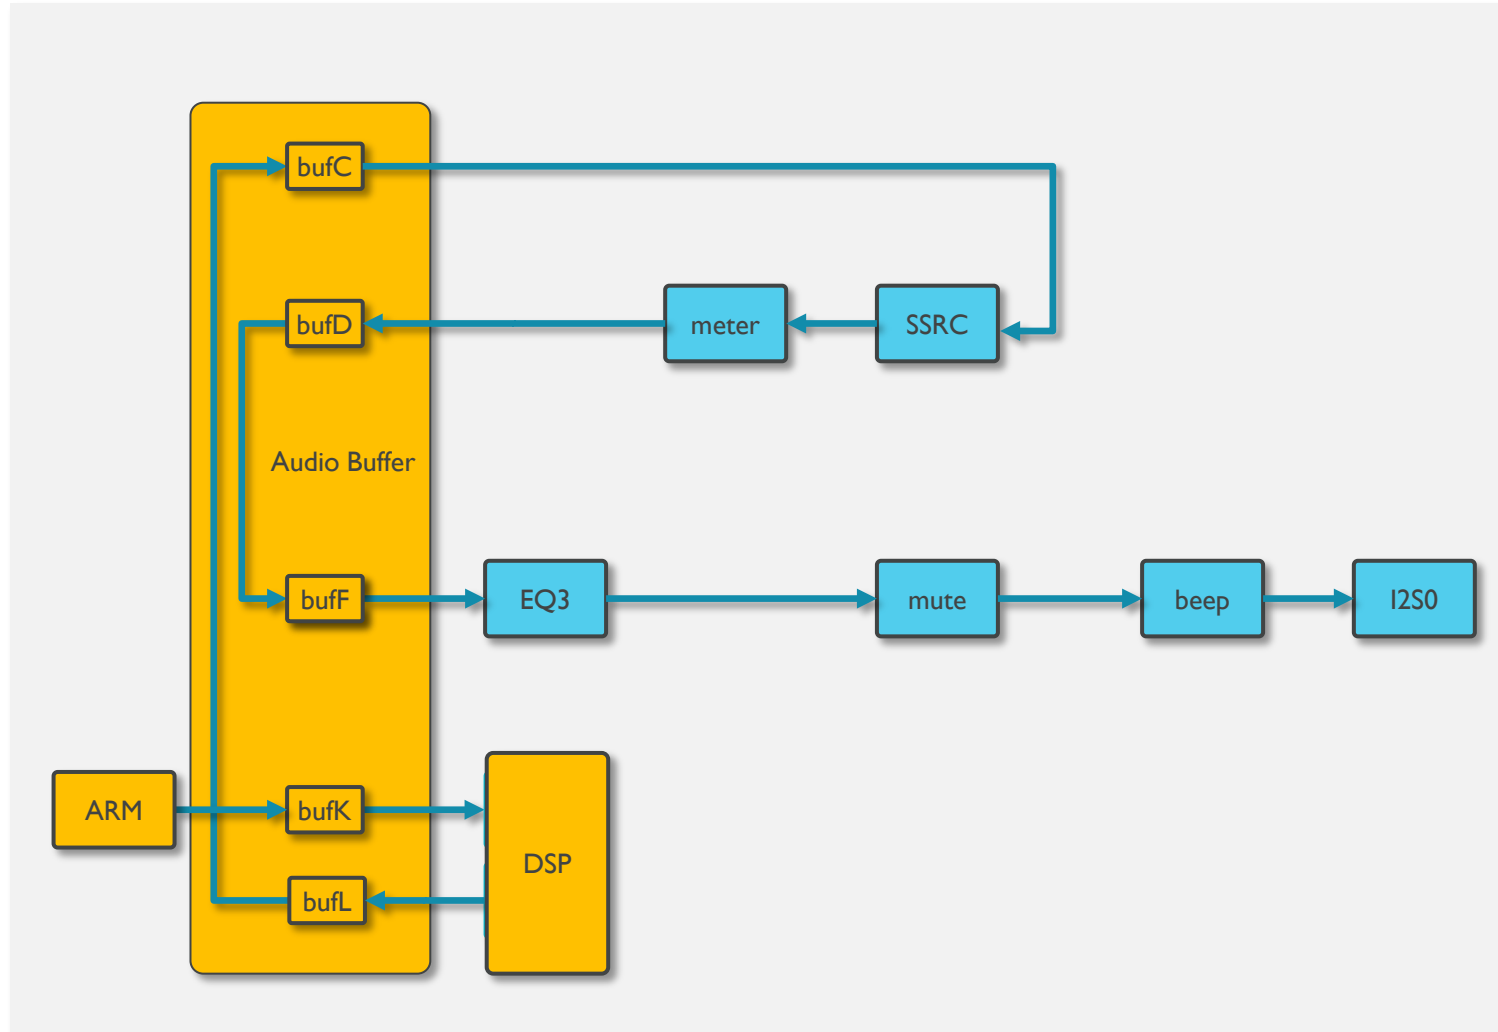 bufC
bufD
meter
SSRC
Audio Buffer
bufF
EQ3
mute
beep
I2S0
ARM
bufK
DSP
bufL